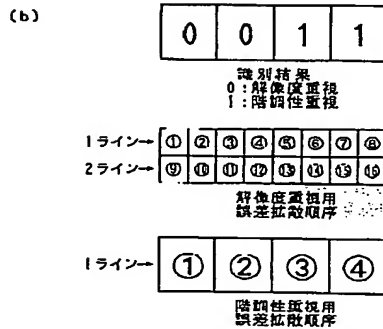 (b)
0 0 1 1
識別結果
0:解像度重視
1:階調性重視
1ライン→ ① ② ③ ④ ⑤ ⑥ ⑦ ⑧
2ライン→ ⑨ ⑩ ⑪ ⑫ ⑬ ⑭ ⑮ ⑯
解像度重視用
誤差拡散順序
1ライン→ ① ② ③ ④
階調性重視用
誤差拡散順序